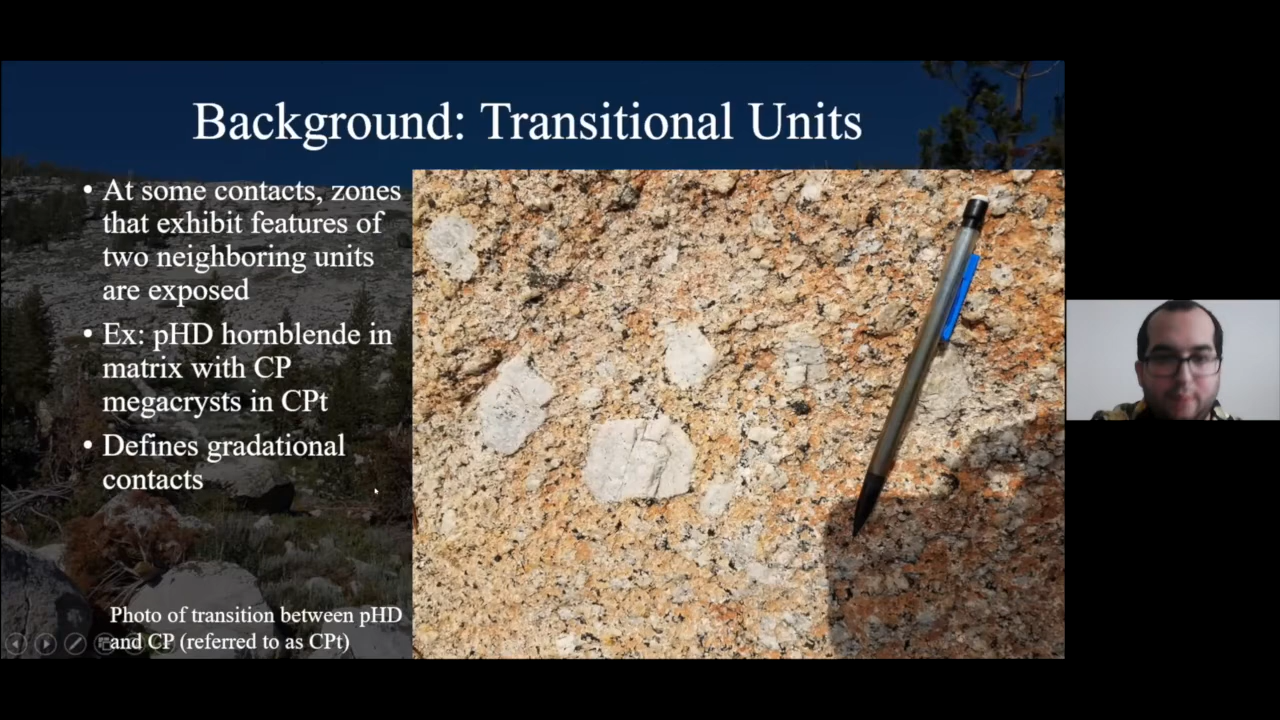 Background: Transitional Units
• At some contacts, zones
that exhibit features of
two neighboring units
are exposed
• Ex: pHD hornblende in
matrix with CP
megacrysts in CPt
• Defines gradational
contacts
Photo of transition between pHD
and CP (referred to as CPt)